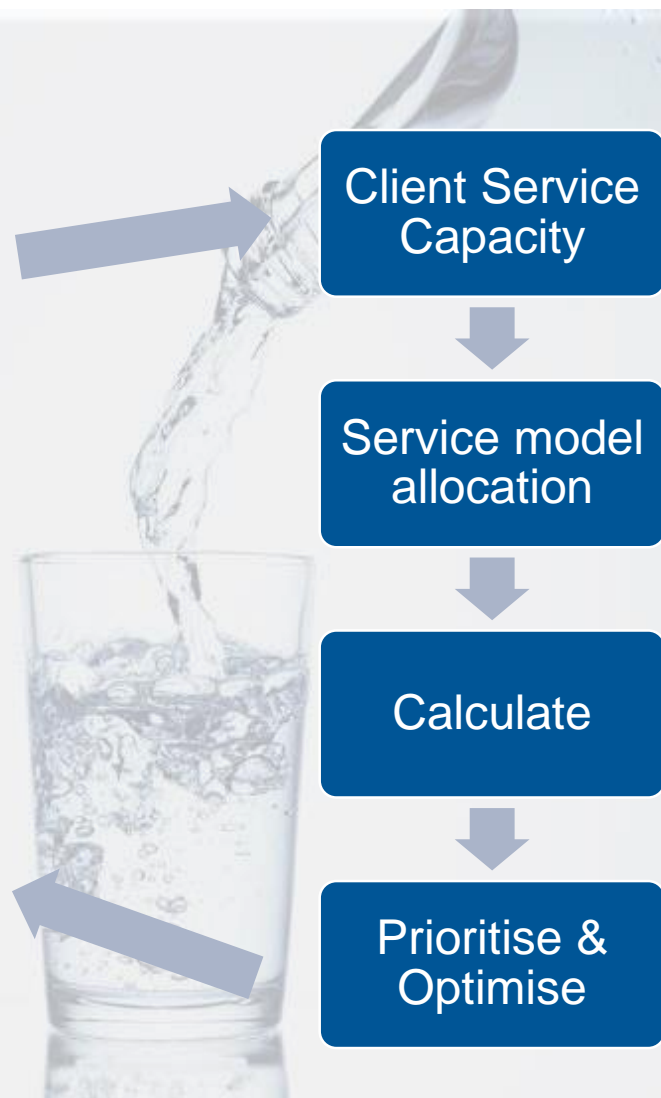 Client Service
Capacity
Service model
allocation
Calculate
Prioritise &
Optimise